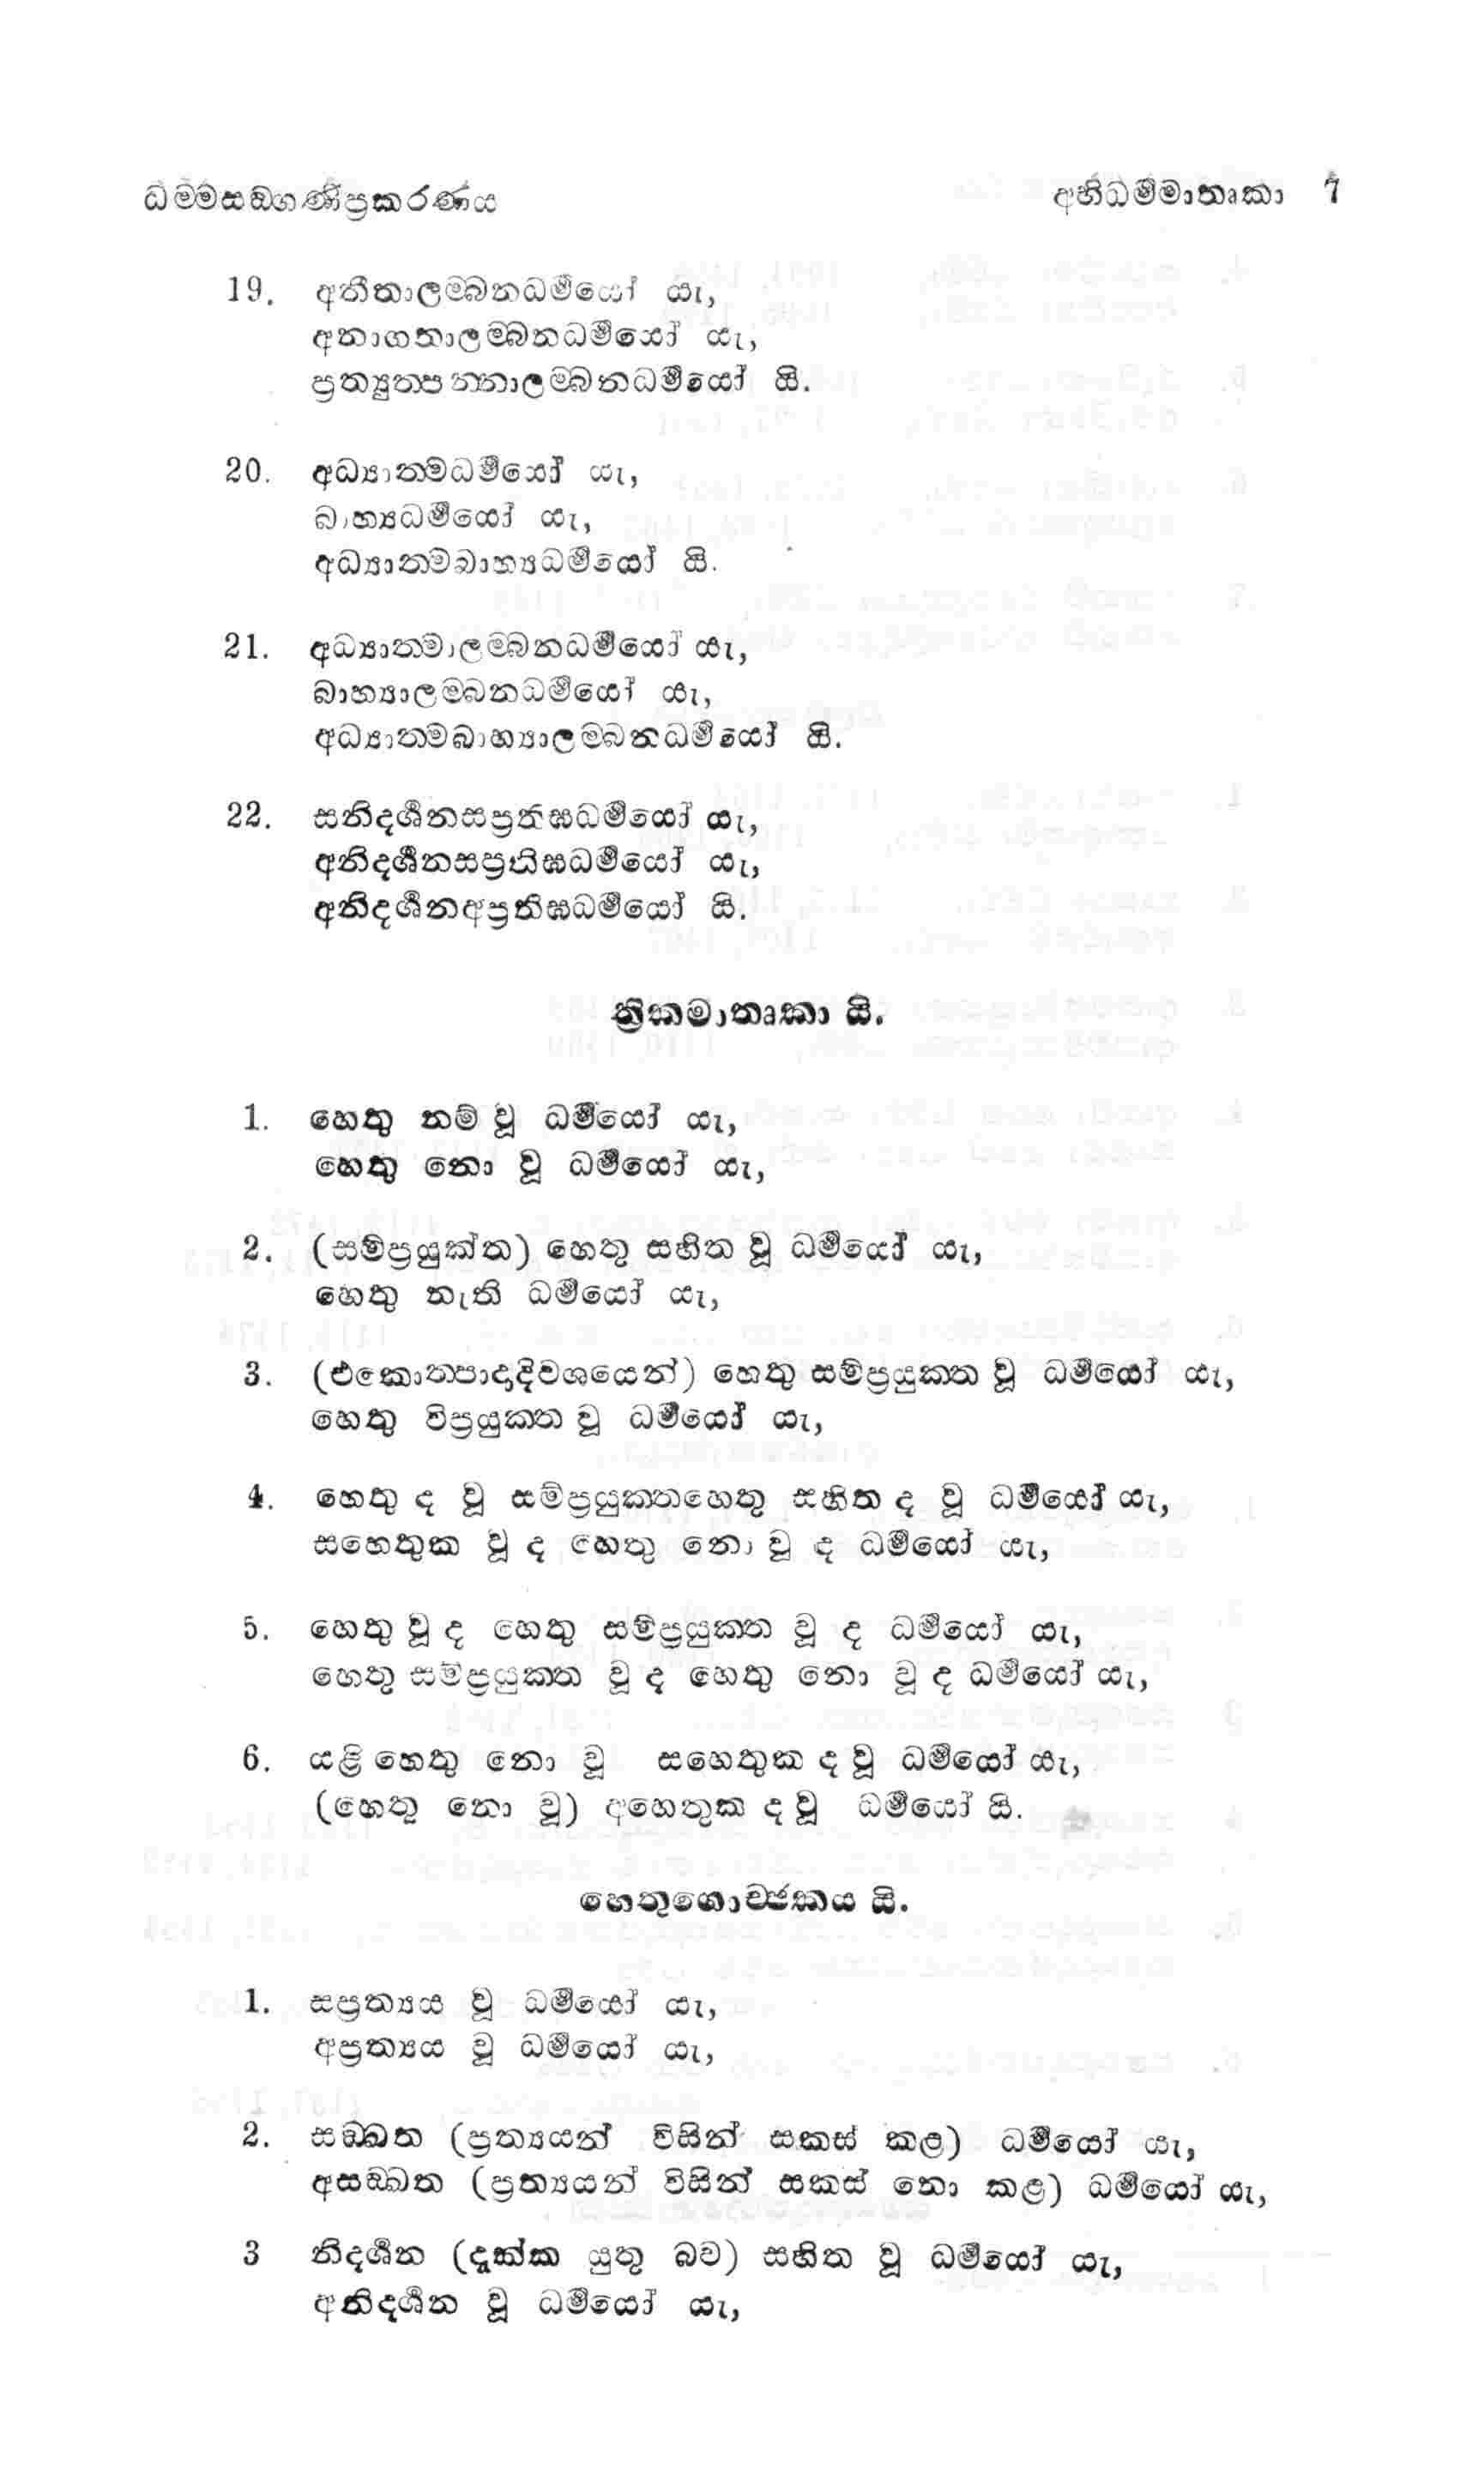 ධම්මසඞ්ගණිප්‍රකරණය
අභිධම්මාතෘකා 7
19. අතීතාලම්බනධර්‍මයෝ යැ,
අනාගතාලම්බනධර්‍මයෝ යැ,
ප්‍රත්‍යුත්පන්නාලම්බනධර්‍මයෝ යි.
20. අධ්‍යාත්මධර්‍මයෝ යැ,
බාහ්‍යධර්‍මයෝ යැ,
අධ්‍යාත්මබාහ්‍යධර්‍මයෝ යි.
21. අධ්‍යාත්මාලම්බනධර්‍මයෝ යැ,
බාහ්‍යාලම්බනධර්‍මයෝ යැ,
අධ්‍යාත්මබාහ්‍යාලම්බනධර්‍මයෝ යි.
22. සනිදර්‍ශනසප්‍රතිඝධර්‍මයෝ යැ,
අනිදර්‍ශනසප්‍රතිඝධර්‍මයෝ යැ,
අනිදර්‍ශනඅප්‍රතිඝධර්‍මයෝ යි.
ත්‍රිකමාතෘකා යි.
1. හෙතු නම් වූ ධර්‍මයෝ යැ,
හෙතු නො වූ ධර්‍මයෝ යැ,
2. (සම්ප්‍රයුක්ත) හෙතු සහිත වූ ධර්‍මයෝ යැ,
හෙතු නැති ධර්‍මයෝ යැ,
3. (එකොත්පාදාදිවශයෙන්) හෙතු සම්ප්‍රයුක්ත වූ ධර්‍මයෝ යැ,
හෙතු විප්‍රයුක්ත වූ ධර්‍මයෝ යැ,
4. හෙතු ද වූ සම්ප්‍රයුක්තහෙතු සහිත ද වූ ධර්‍මයෝ යැ,
සහෙතුක වූ ද හෙතු නො වූ ද ධර්‍මයෝ යැ,
5. හෙතු වූ ද හෙතු සම්ප්‍රයුක්ත වූ ද ධර්‍මයෝ යැ,
හෙතු සම්ප්‍රයුක්ත වූ ද හෙතු නො වූ ද ධර්‍මයෝ යැ,
6. යළි හෙතු නො වූ සහෙතුක ද වූ ධර්‍මයෝ යැ,
(හෙතු නො වූ) අහෙතුක ද වූ ධර්‍මයෝ යි.
හෙතුගොච්ඡකය යි.
1. සප්‍රත්‍යය වූ ධර්‍මයෝ යැ,
අප්‍රත්‍යය වූ ධර්‍මයෝ යැ,
2. සඞ්ඛත (ප්‍රත්‍යයන් විසින් සකස් කළ) ධර්‍මයෝ යැ,
අසඞ්ඛත (ප්‍රත්‍යයන් විසින් සකස් නො කළ) ධර්‍මයෝ යැ,
3 නිදර්‍ශන (දැක්ක යුතු බව) සහිත වූ ධර්‍මයෝ යැ,
අනිදර්‍ශන වූ ධර්‍මයෝ යැ,